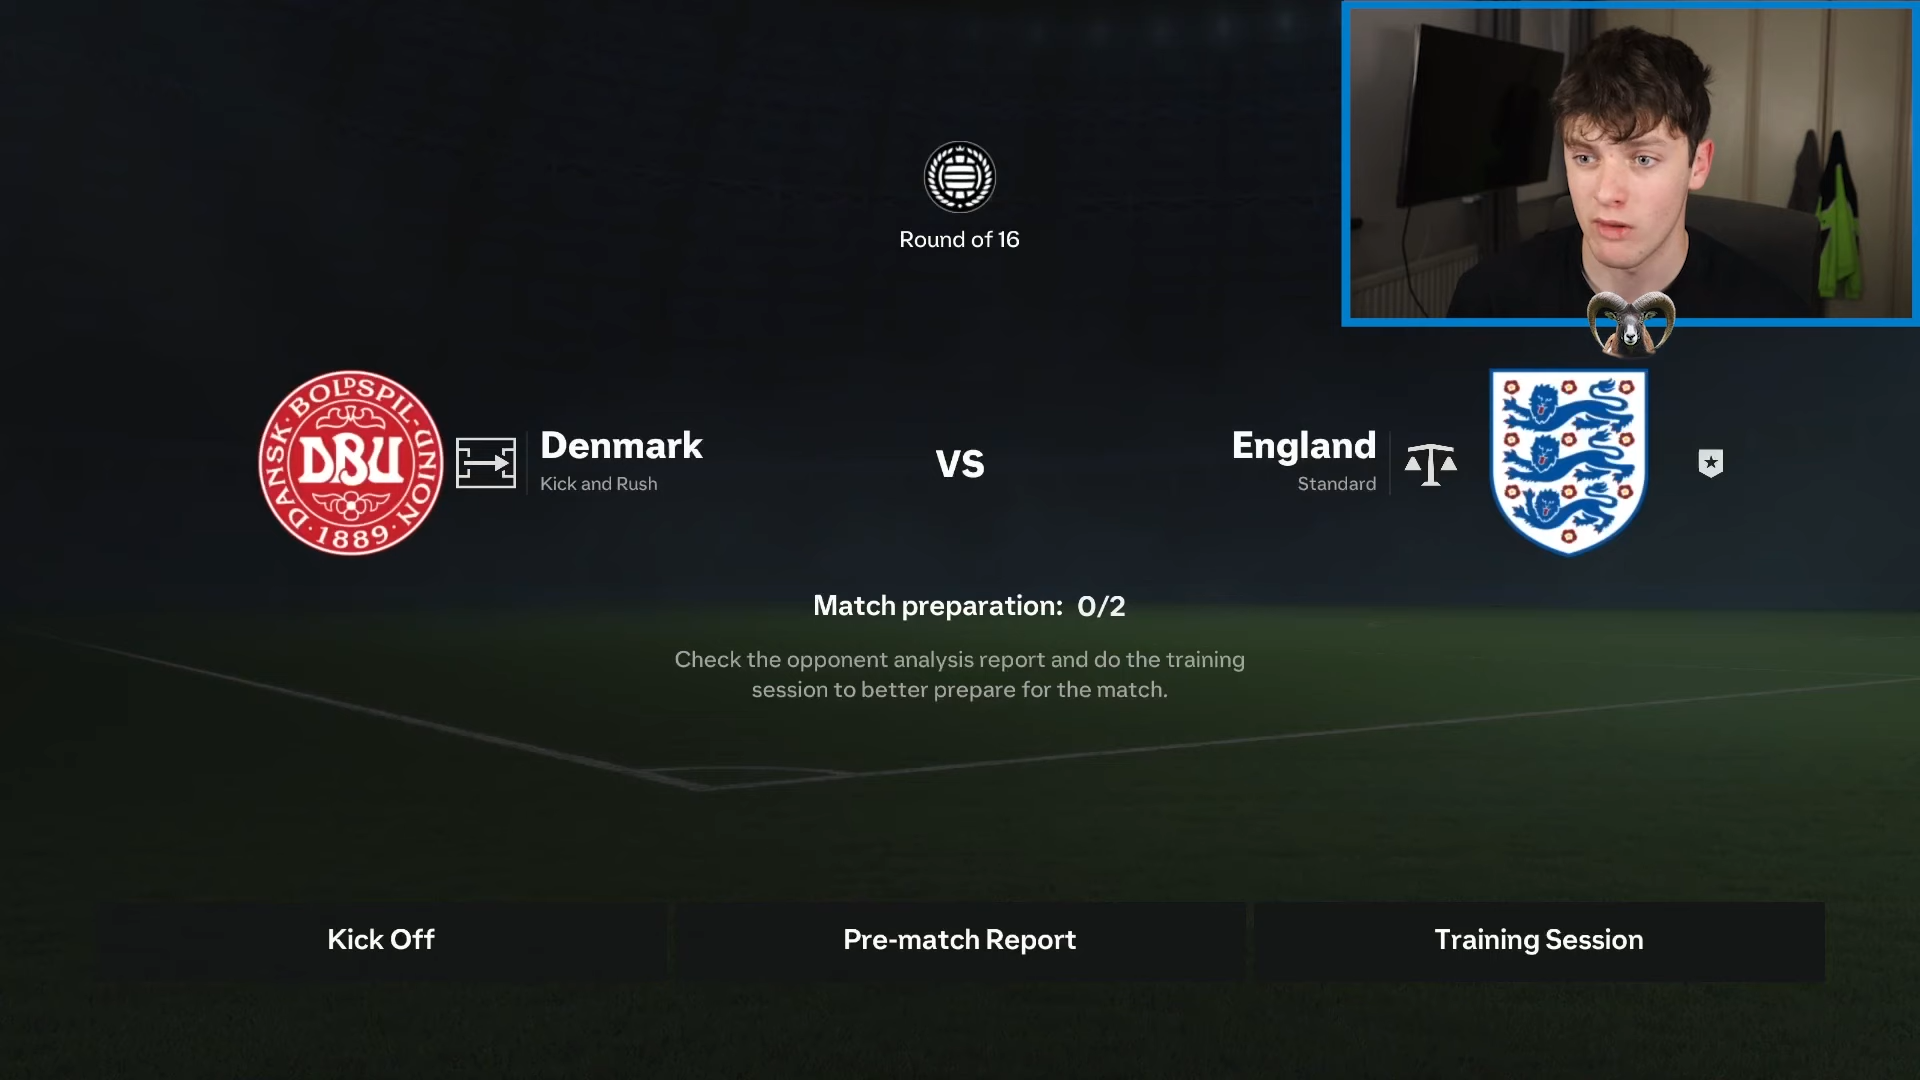 Round of 16
DANSK·BOLDSPIL-UNION
DBU
·1889·
Denmark
Kick and Rush
VS
England
Standard
Match preparation: 0/2
Check the opponent analysis report and do the training
session to better prepare for the match.
Kick Off
Pre-match Report
Training Session